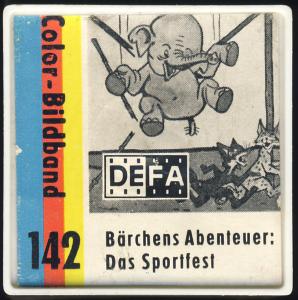 Color-Bildband
142
DEFA
Bärchens Abenteuer:
Das Sportfest